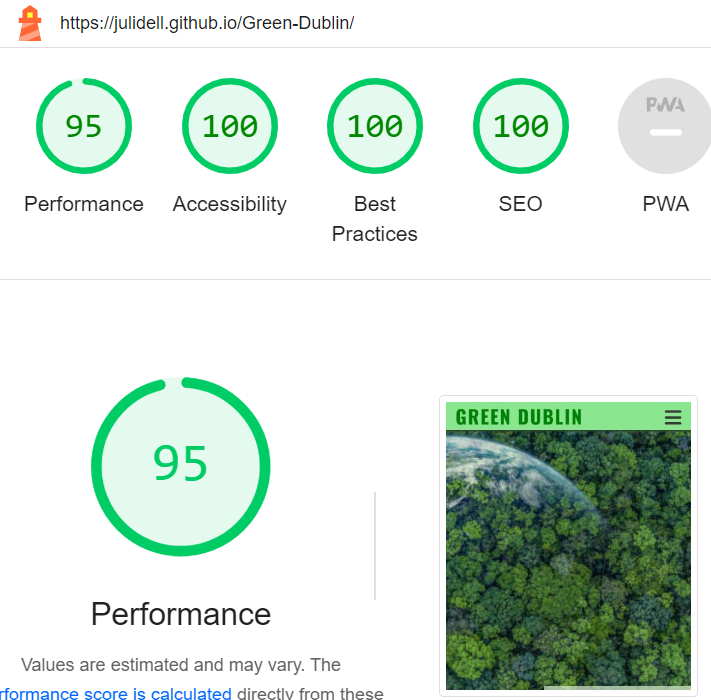 https://julidell.github.io/Green-Dublin/
95
100
100
100
PWA
Performance
Accessibility
Best
Practices
SEO
PWA
95
GREEN DUBLIN
Performance
Values are estimated and may vary. The
rformance score is calculated directly from these